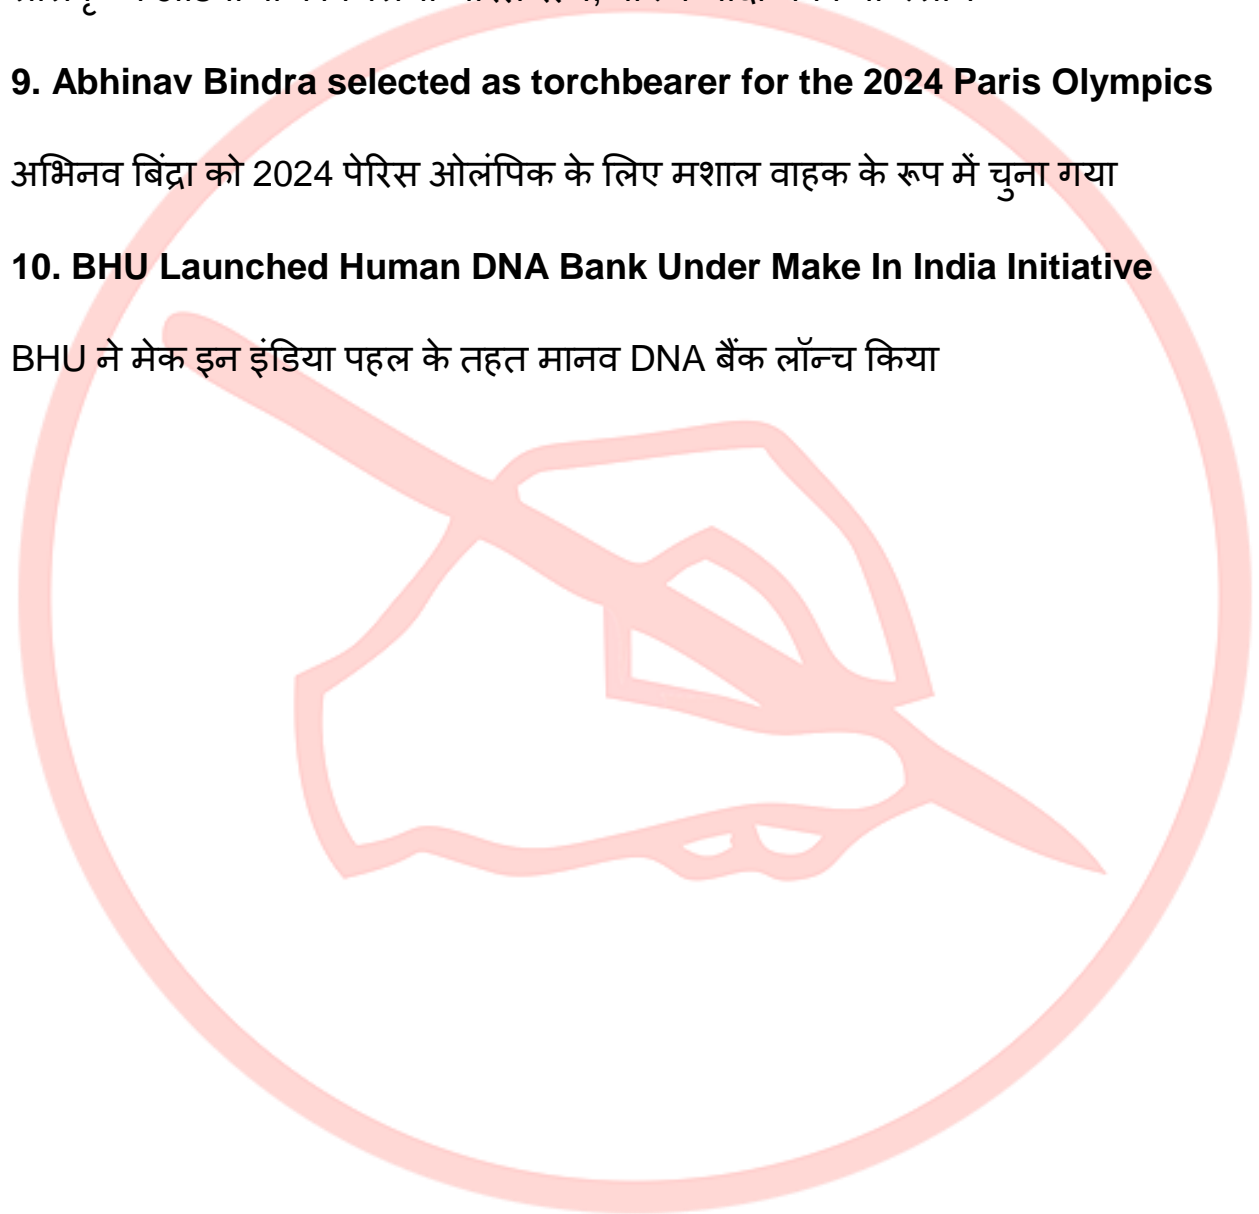 9. Abhinav Bindra selected as torchbearer for the 2024 Paris Olympics
अभिनव बिंद्रा को 2024 पेरिस ओलंपिक के लिए मशाल वाहक के रूप में चुना गया
10. BHU Launched Human DNA Bank Under Make In India Initiative
BHU ने मेक इन इंडिया पहल के तहत मानव DNA बैंक लॉन्च किया